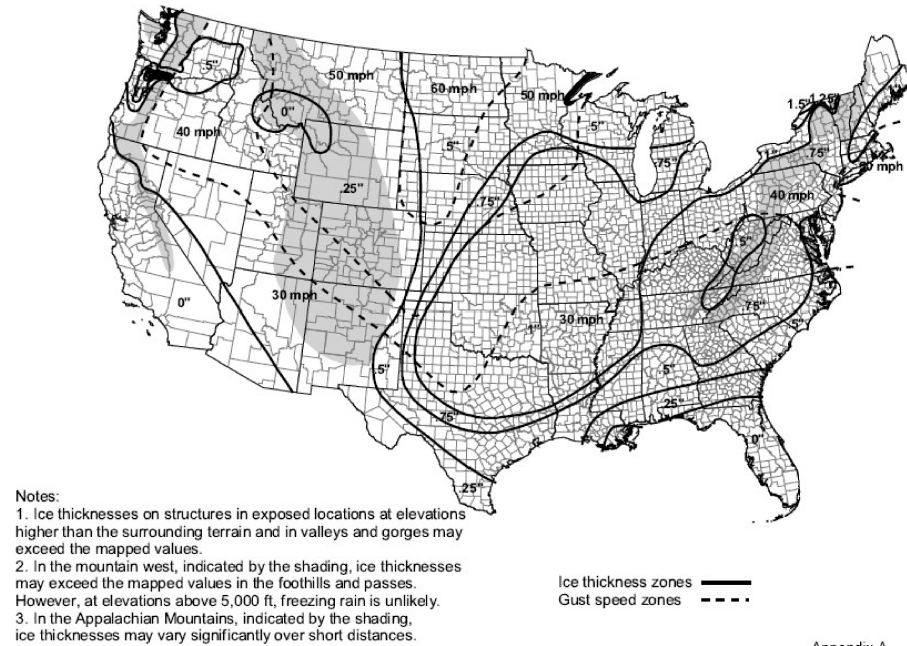 .5"
50 mph
60 mph
50 mph
1.5"
1.25"
0"
.5"
40 mph
.5"
.75"
1"
.75"
50 mph
.25"
.75"
40 mph
.5"
30 mph
0"
1"
30 mph
.75"
.5"
.5"
.5"
.75"
.25"
0"
.25"
Notes:
1. Ice thicknesses on structures in exposed locations at elevations
higher than the surrounding terrain and in valleys and gorges may
exceed the mapped values.
2. In the mountain west, indicated by the shading, ice thicknesses
may exceed the mapped values in the foothills and passes.
However, at elevations above 5,000 ft, freezing rain is unlikely.
3. In the Appalachian Mountains, indicated by the shading,
ice thicknesses may vary significantly over short distances.
Ice thickness zones
Gust speed zones
Appendix A